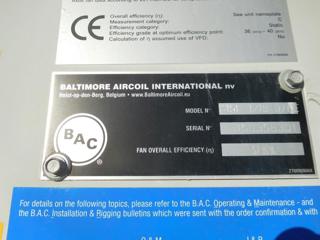 Overall efficiency (η)
Measurement category:
Efficiency category:
Efficiency grade at optimum efficiency point:
Calculation of η assumed use of VFD:
See unit nameplate
C
Static
CE
BALTIMORE AIRCOIL INTERNATIONAL nv
Heist-op-den-Berg, Belgium • www.BaltimoreAircoil.eu
MODEL N°
SERIAL N°
FAN OVERALL EFFICIENCY (η)
BAC
For details on the following topics, please refer to the B.A.C. Operating & Maintenance - and
the B.A.C. Installation & Rigging bulletins which were sent with the order confirmation & with
O&M I&R